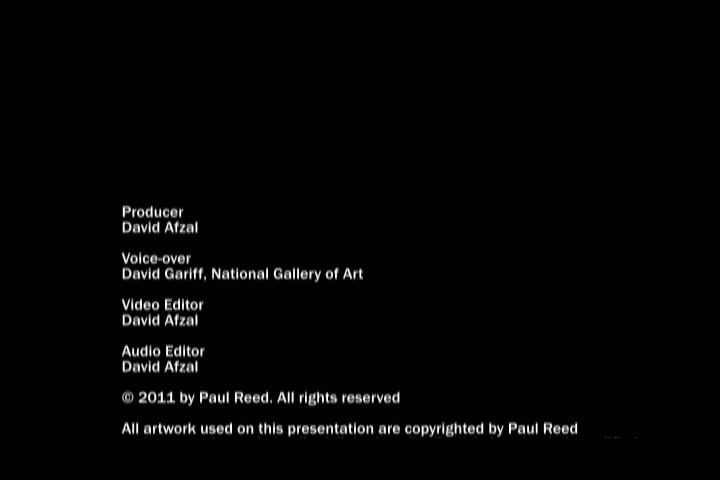 Producer
David Afzal
Voice-over
David Gariff, National Gallery of Art
Video Editor
David Afzal
Audio Editor
David Afzal
© 2011 by Paul Reed. All rights reserved
All artwork used on this presentation are copyrighted by Paul Reed